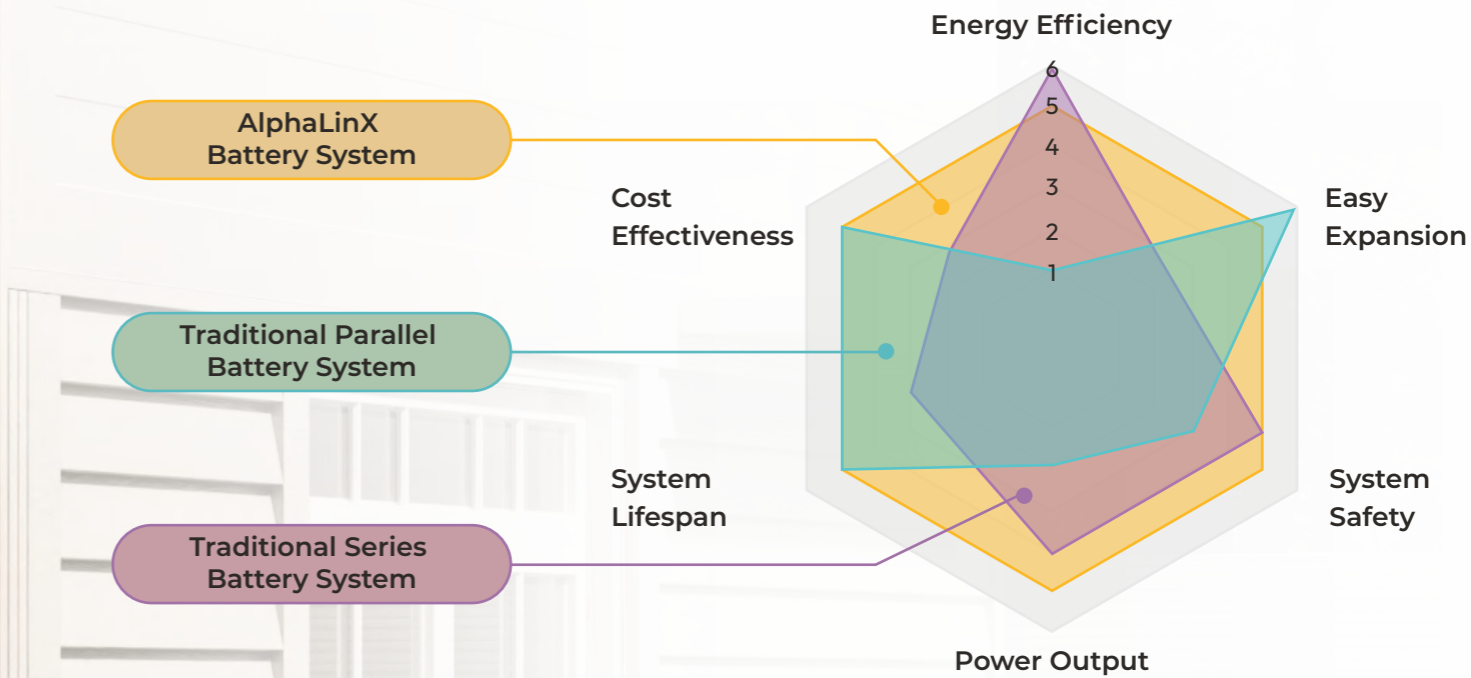 Energy Efficiency
6
5
4
3
2
1
AlphaLinX
Battery System
Cost
Effectiveness
Easy
Expansion
Traditional Parallel
Battery System
System
Lifespan
System
Safety
Traditional Series
Battery System
Power Output